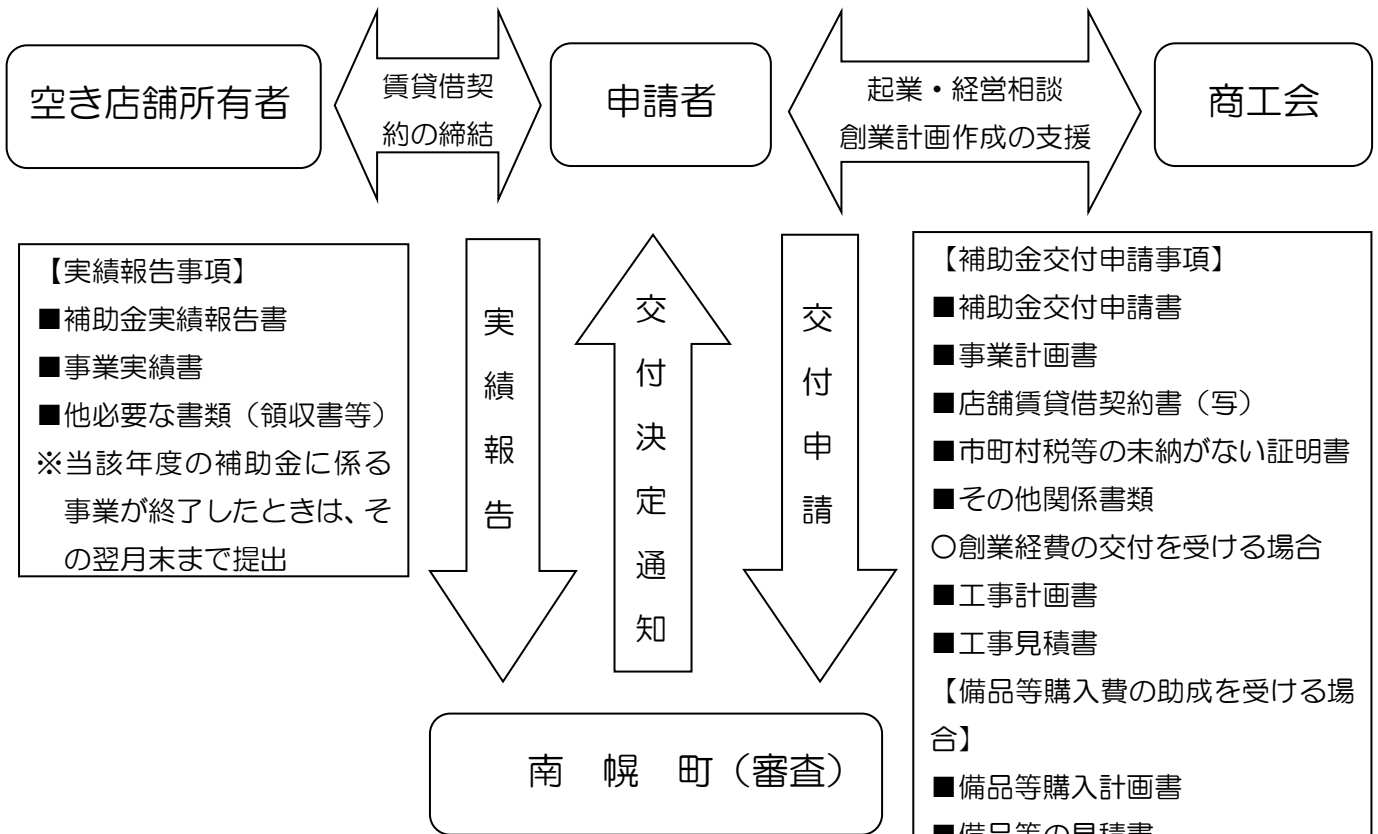 空き店舗所有者
賃貸借契
約の締結
申請者
起業・経営相談
創業計画作成の支援
商工会
【実績報告事項】
■補助金実績報告書
■事業実績書
■他必要な書類（領収書等）
※当該年度の補助金に係る
事業が終了したときは、そ
の翌月末まで提出
実績報告
交付決定通知
交付申請
【補助金交付申請事項】
■補助金交付申請書
■事業計画書
■店舗賃貸借契約書（写）
■市町村税等の未納がない証明書
■その他関係書類
○創業経費の交付を受ける場合
■工事計画書
■工事見積書
【備品等購入費の助成を受ける場
合】
■備品等購入計画書
■備品等の見積書
南　幌　町（審査）